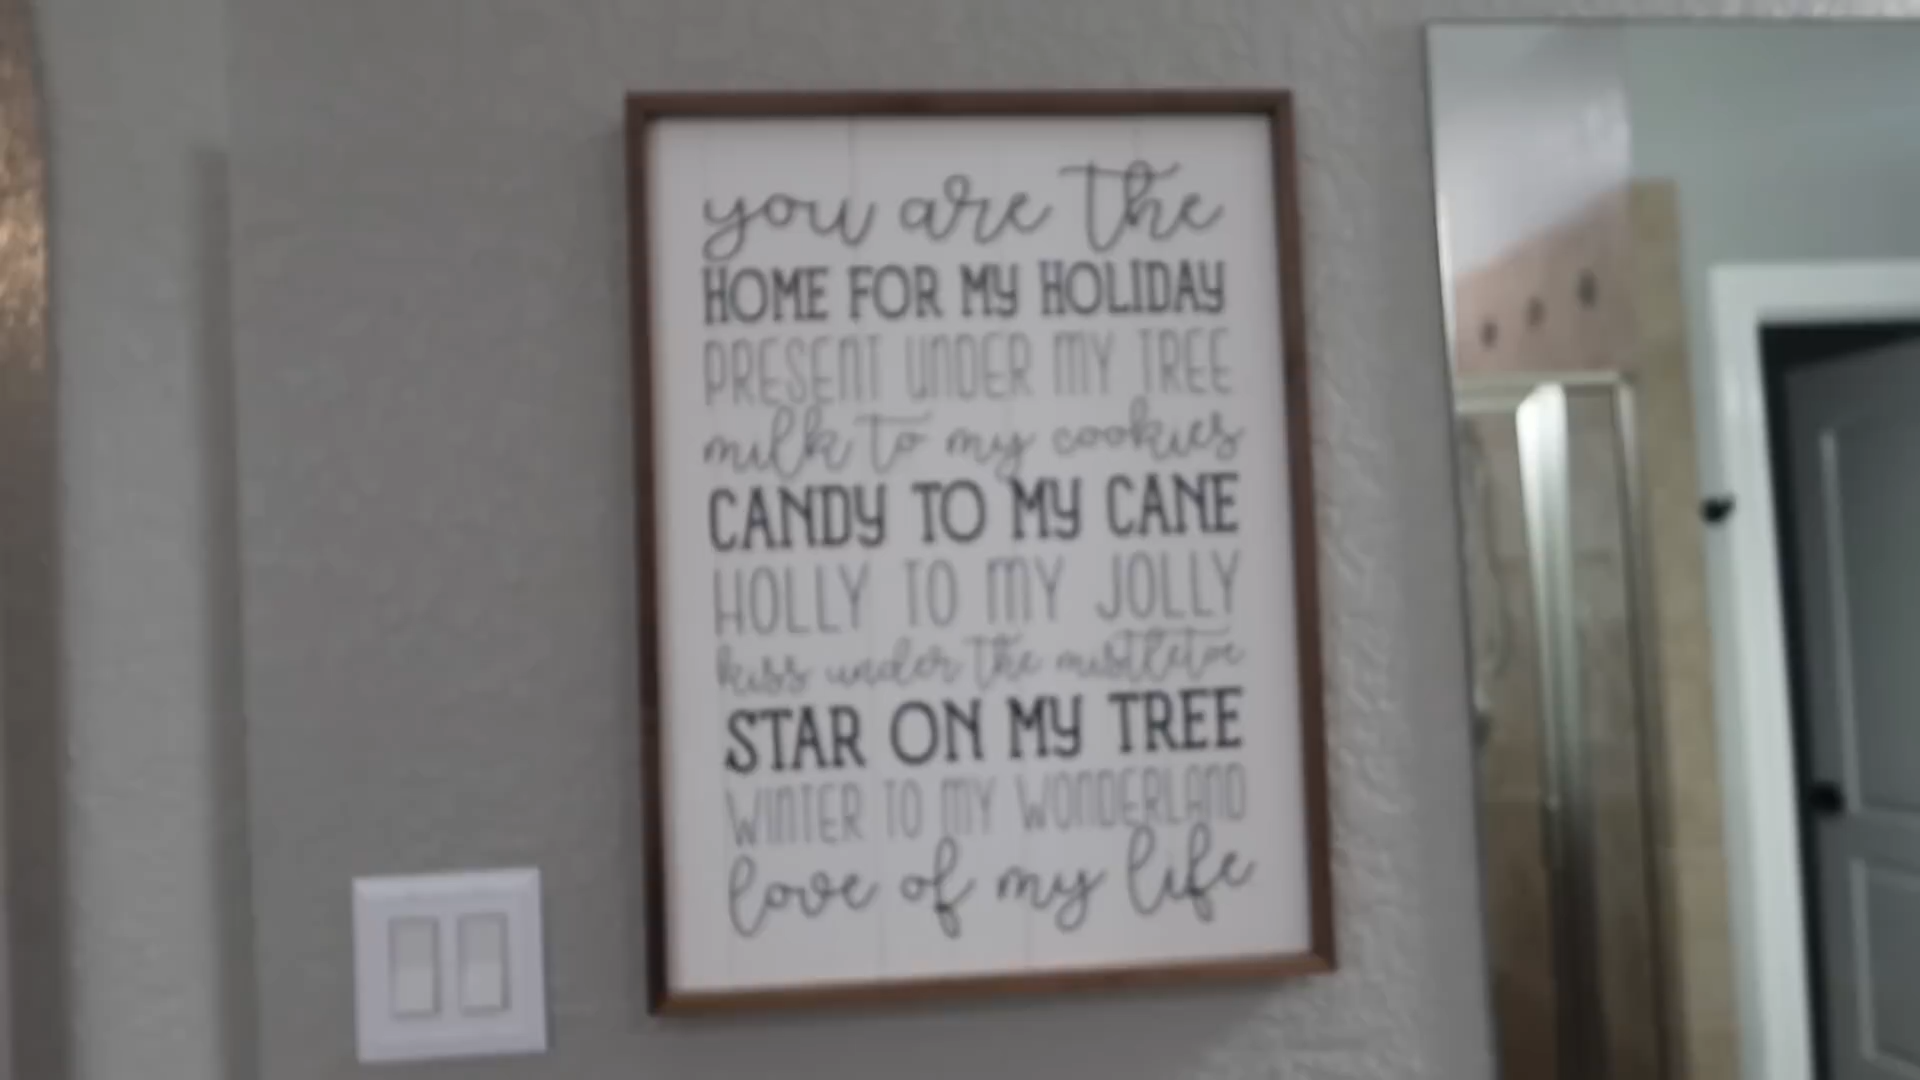 you are the
HOME FOR MY HOLIDAY
PRESENT UNDER MY TREE
milk to my cookies
CANDY TO MY CANE
HOLLY TO MY JOLLY
kiss under the mistletoe
STAR ON MY TREE
WINTER TO MY WONDERLAND
love of my life